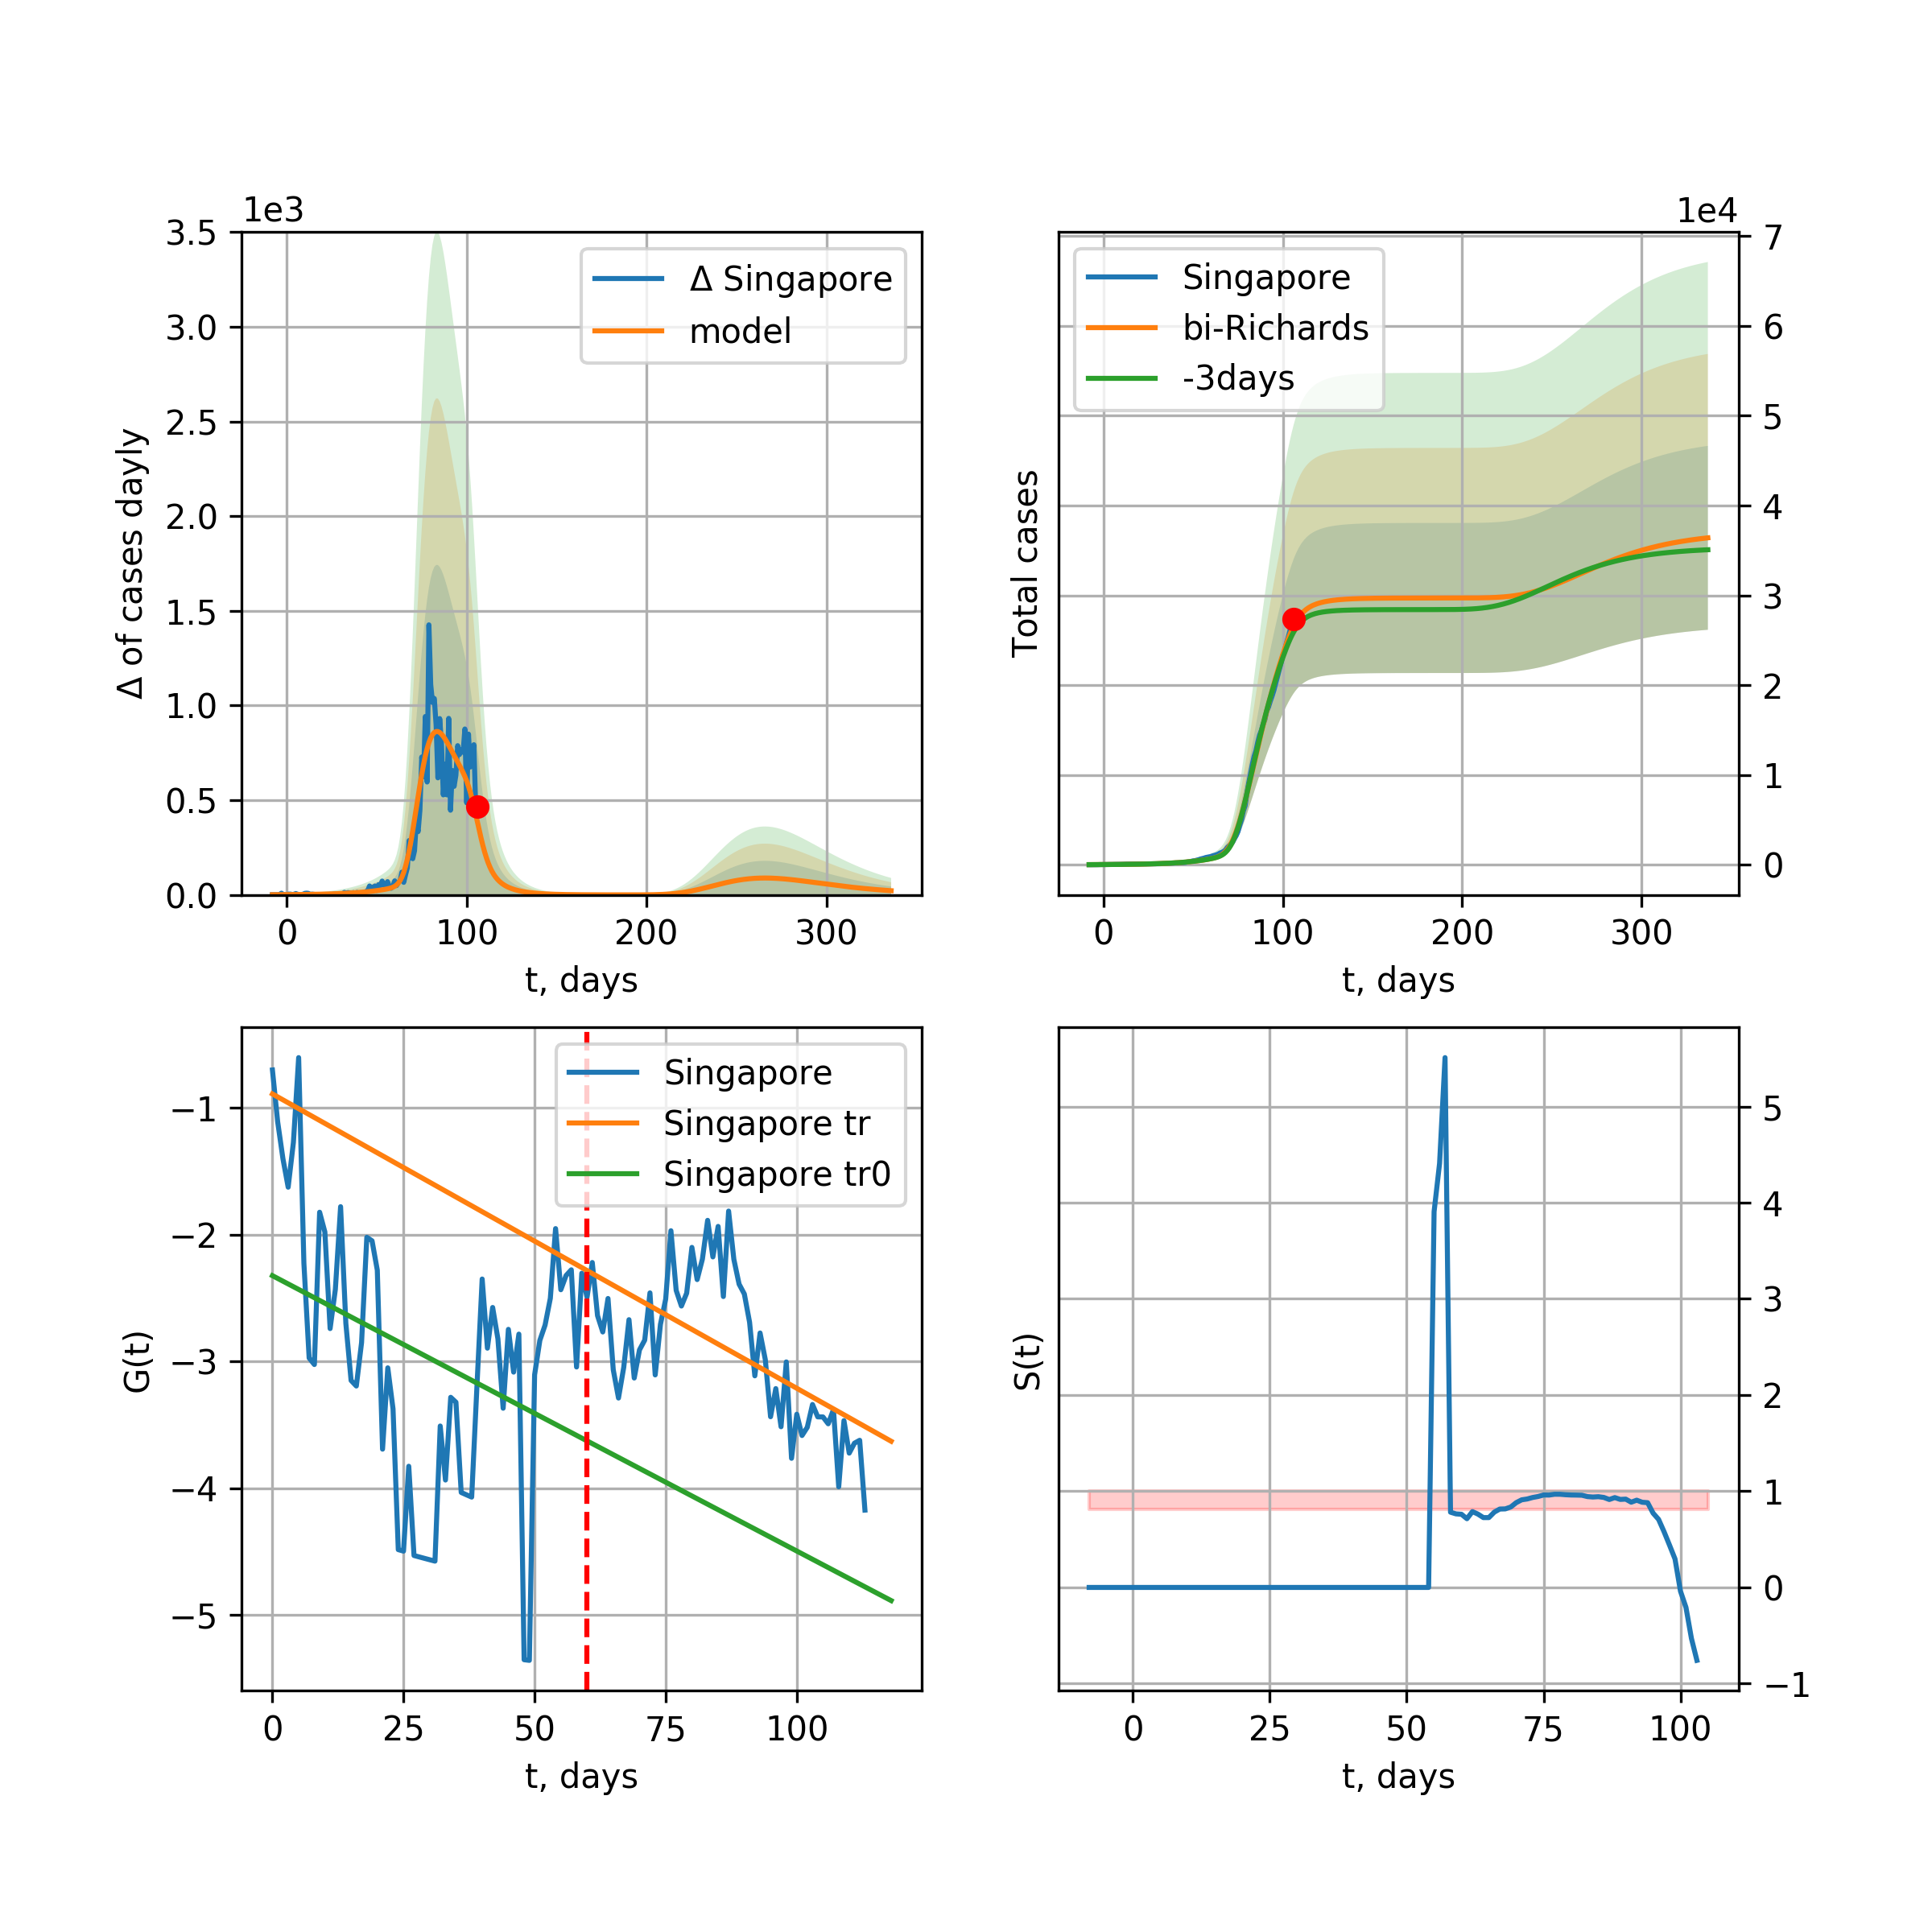 1e3
3.5
3.0
2.5
2.0
1.5
1.0
0.5
0.0
Δ of cases dayly
Δ Singapore
model
0 100 200 300
t, days
1e4
7
6
5
4
3
2
1
0
Total cases
Singapore
bi-Richards
-3days
0 100 200 300
t, days
−1
−2
−3
−4
−5
G(t)
Singapore
Singapore tr
Singapore tr0
0 25 50 75 100
t, days
5
4
3
2
1
0
−1
S(t)
0 25 50 75 100
t, days